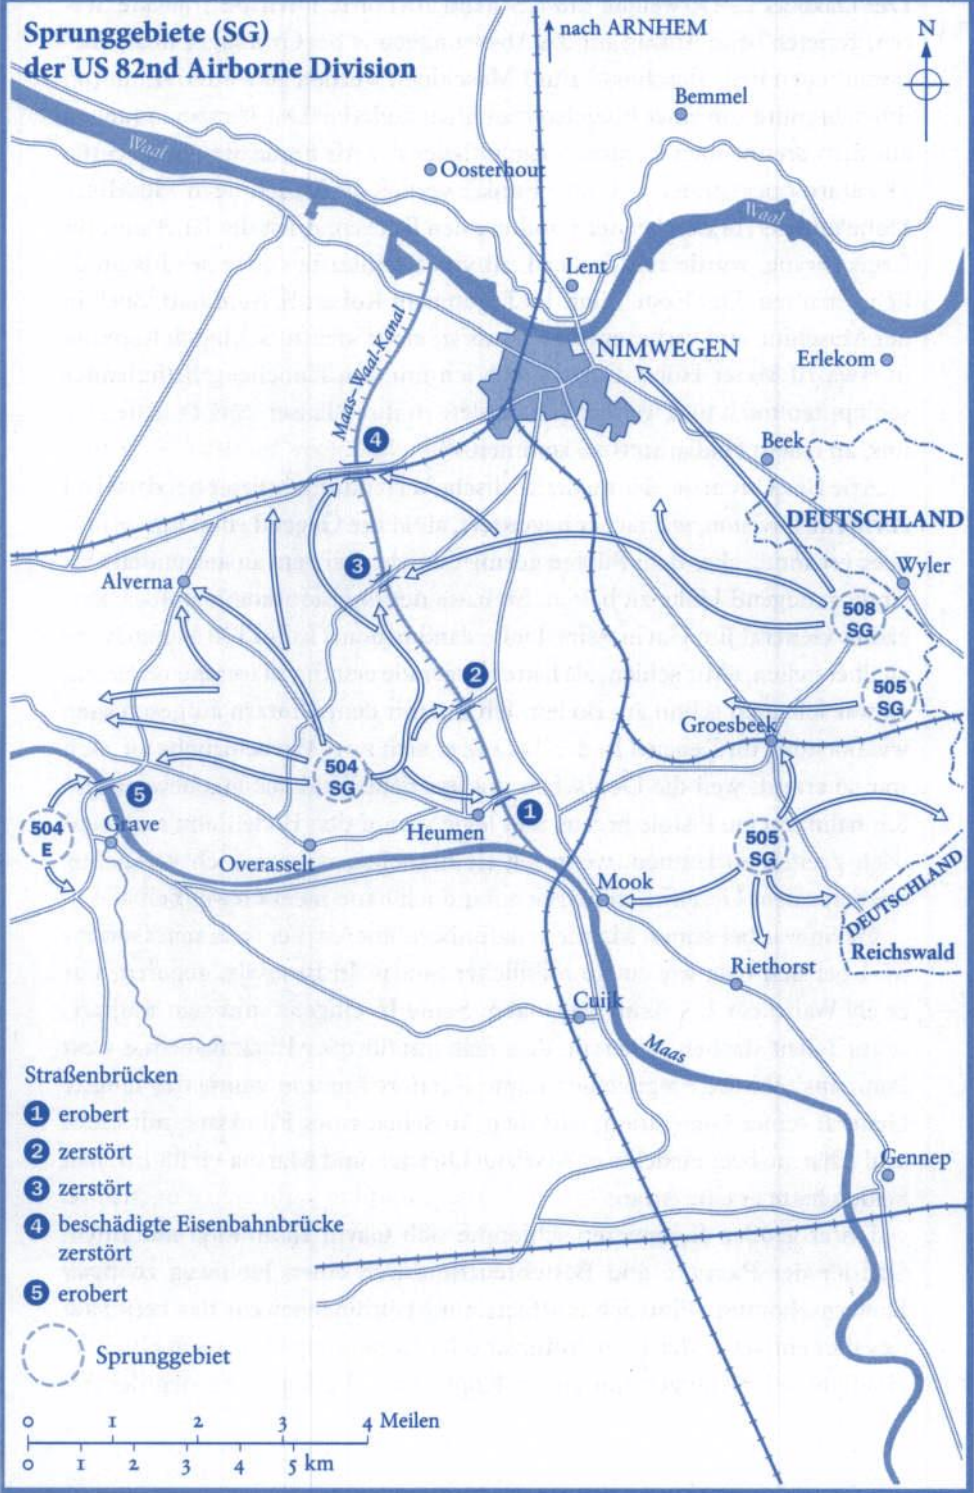 Sprunggebiete (SG)
der US 82nd Airborne Division
nach ARNHEM
N
Bemmel
Waal
Oosterhout
Waal
Lent
NIMWEGEN
Erlekom
Maas-Waal-Kanal
4
Beek
DEUTSCHLAND
3
Alverna
Wyler
508
SG
2
505
SG
Groesbeek
504
SG
5
1
504
E
Grave
Heumen
505
SG
Overasselt
Mook
DEUTSCHLAND
Reichswald
Riethorst
Cuijk
Maas
Straßenbrücken
1 erobert
2 zerstört
3 zerstört
4 beschädigte Eisenbahnbrücke
zerstört
5 erobert
Gennep
Sprunggebiet
0 1 2 3 4 Meilen
0 1 2 3 4 5 km